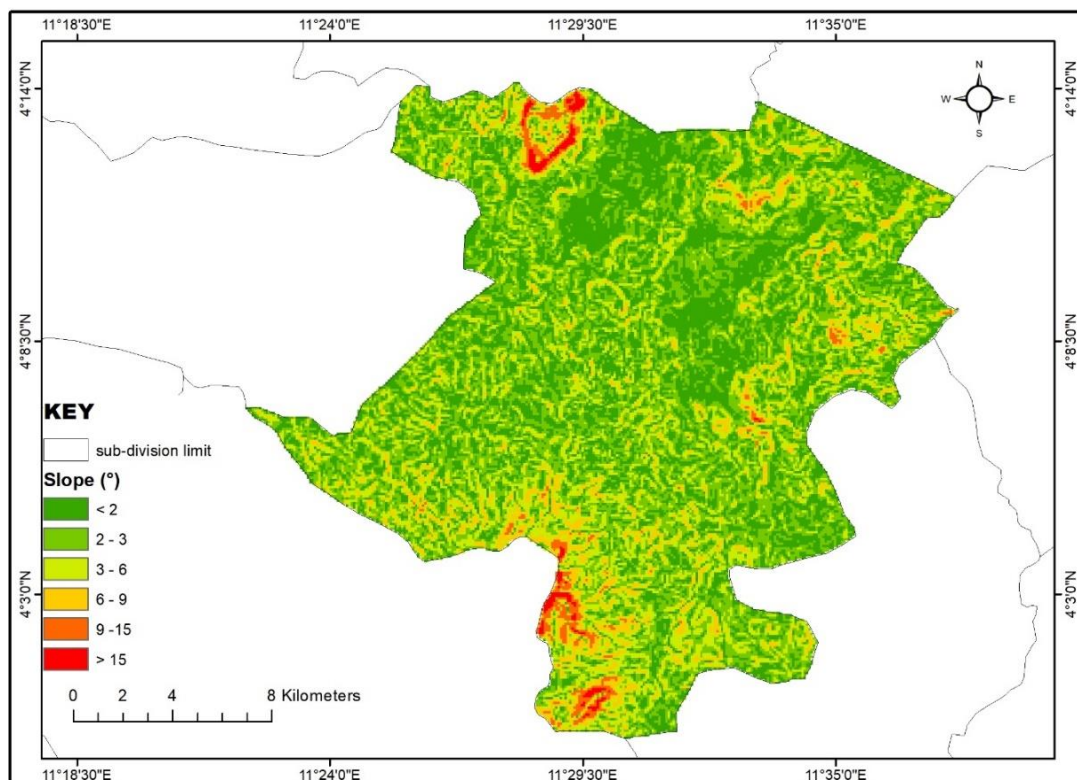 11°18'30"E 11°24'0"E 11°29'30"E 11°35'0"E
4°14'0"N 4°14'0"N
N
W E
S
4°8'30"N 4°8'30"N
KEY
sub-division limit
Slope (°)
< 2
2 - 3
3 - 6
6 - 9
9 -15
> 15
4°3'0"N 4°3'0"N
0 2 4 8 Kilometers
11°18'30"E 11°24'0"E 11°29'30"E 11°35'0"E